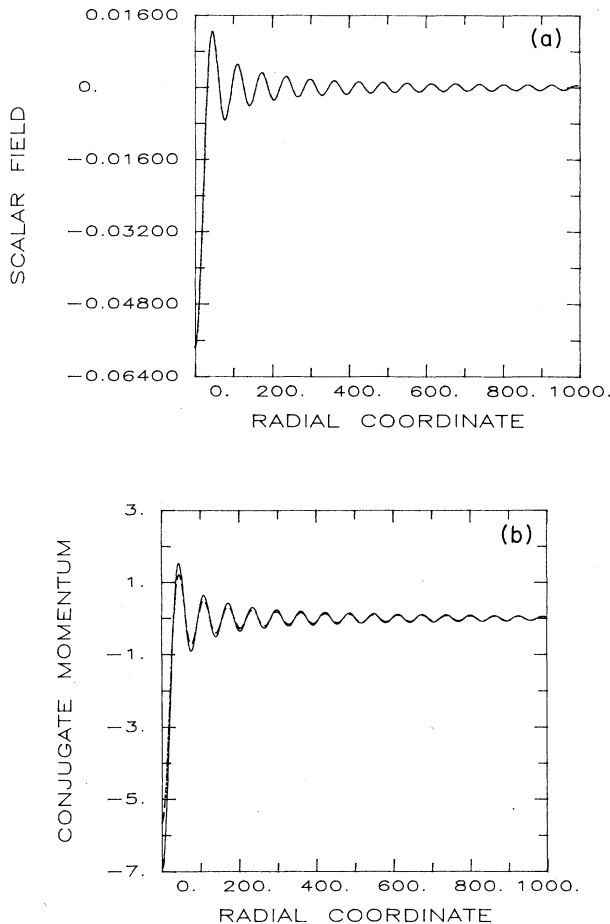 0.01600
(a)
0.
−0.01600
−0.03200
−0.04800
−0.06400
SCALAR FIELD
0. 200. 400. 600. 800. 1000.
RADIAL COORDINATE
3.
(b)
1.
−1.
−3.
−5.
−7.
CONJUGATE MOMENTUM
0. 200. 400. 600. 800. 1000.
RADIAL COORDINATE